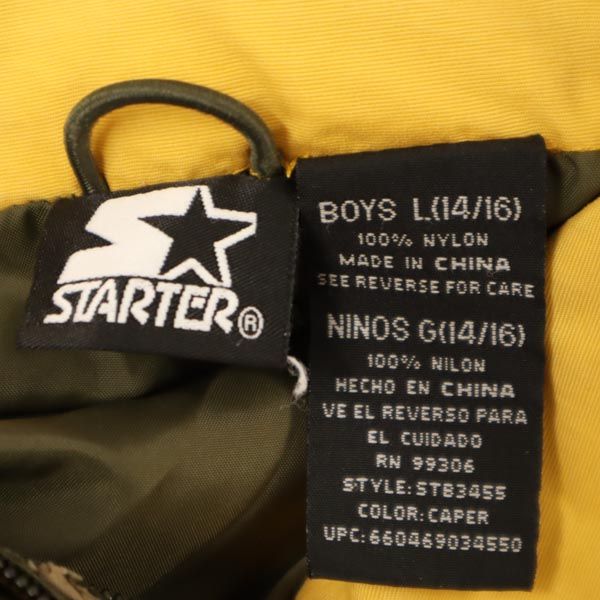 STARTER®
BOYS L(14/16)
100% NYLON
MADE IN CHINA
SEE REVERSE FOR CARE
NINOS G(14/16)
100% NILON
HECHO EN CHINA
VE EL REVERSO PARA
EL CUIDADO
RN 99306
STYLE: STB3455
COLOR: CAPER
UPC: 660469034550